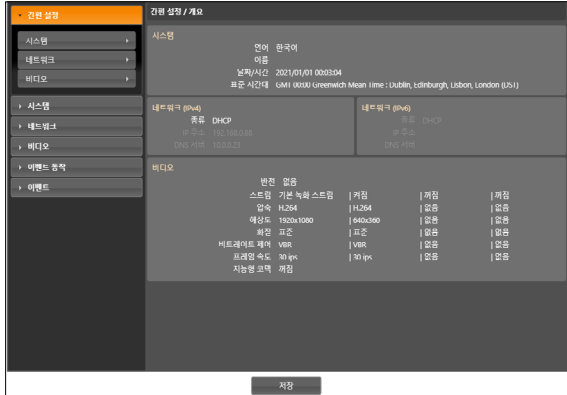 간편 설정
시스템
네트워크
비디오
시스템
네트워크
비디오
이벤트 동작
이벤트
간편 설정 / 개요
시스템
언어 한국어
이름
날짜/시간 2021/01/01 00:03:04
표준 시간대 GMT 00:00 Greenwich Mean Time : Dublin, Edinburgh, Lisbon, London (DST)
네트워크 (IPv4)
종류 DHCP
IP 주소 192.168.0.88
DNS 서버 10.0.0.23
네트워크 (IPv6)
종류 DHCP
비디오
반전 없음
스트림 기본 녹화 스트림 | 켜짐 | 꺼짐 | 꺼짐
압축 H.264 | H.264 | 없음 | 없음
해상도 1920x1080 | 640x360 | 없음 | 없음
화질 표준 | 표준 | 없음 | 없음
비트레이트 제어 VBR | VBR | 없음 | 없음
프레임 속도 30 ips | 30 ips | 없음 | 없음
지능형 코덱 꺼짐
저장